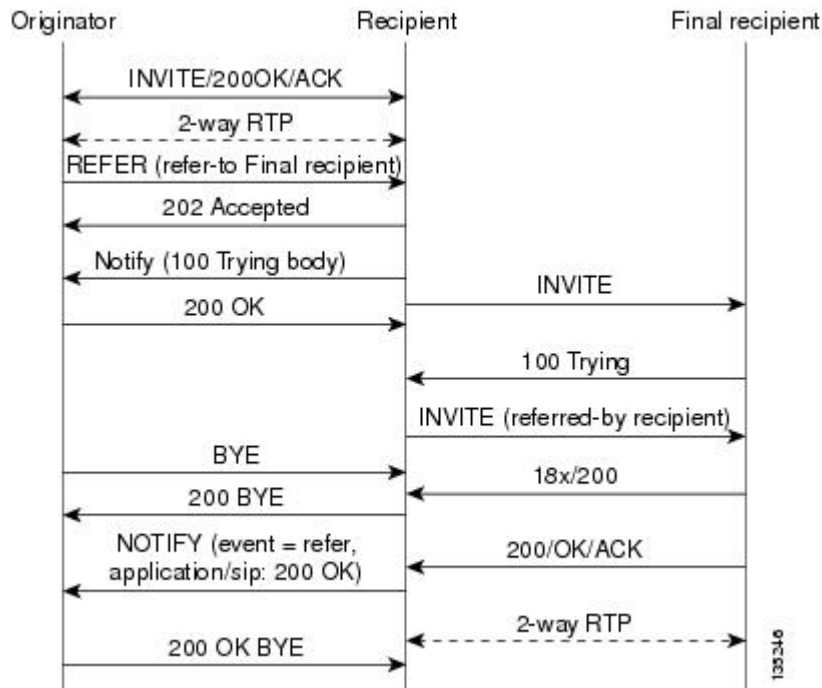 Originator Recipient Final recipient
INVITE/200OK/ACK
2-way RTP
REFER (refer-to Final recipient)
202 Accepted
Notify (100 Trying body)
INVITE
200 OK
100 Trying
INVITE (referred-by recipient)
BYE
18x/200
200 BYE
NOTIFY (event = refer,
application/sip: 200 OK)
200/OK/ACK
2-way RTP
200 OK BYE
135246